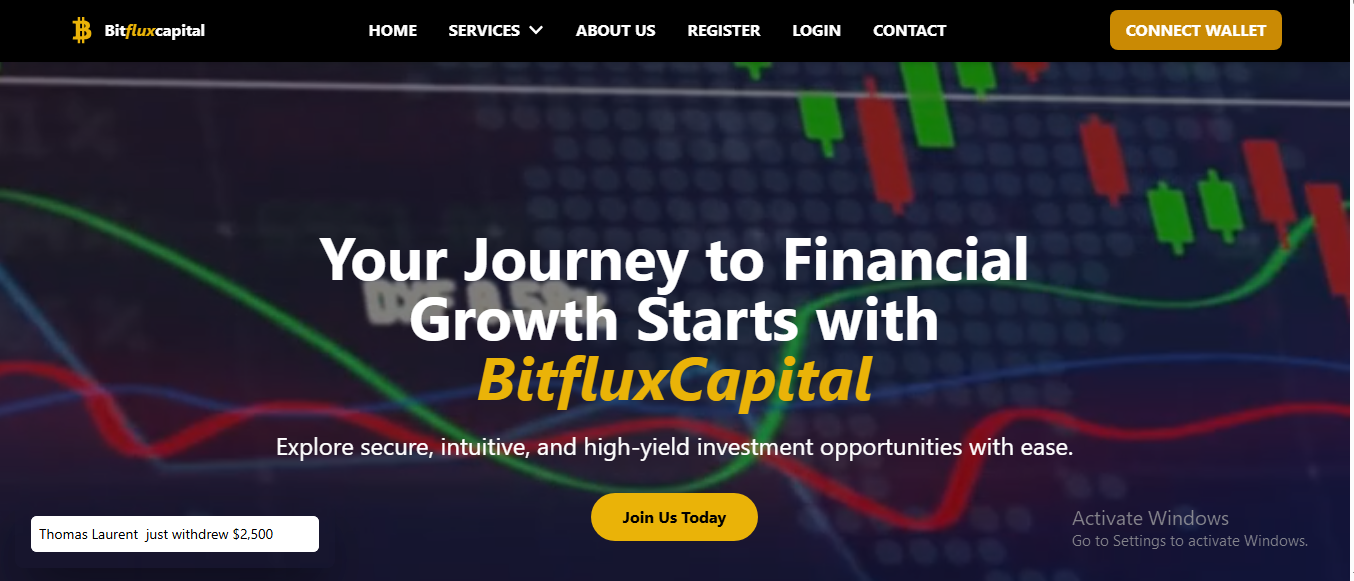 Bitfluxcapital
HOME
SERVICES
ABOUT US
REGISTER
LOGIN
CONTACT
CONNECT WALLET
Your Journey to Financial
Growth Starts with
BitfluxCapital
Explore secure, intuitive, and high-yield investment opportunities with ease.
Join Us Today
Thomas Laurent just withdrew $2,500
Activate Windows
Go to Settings to activate Windows.